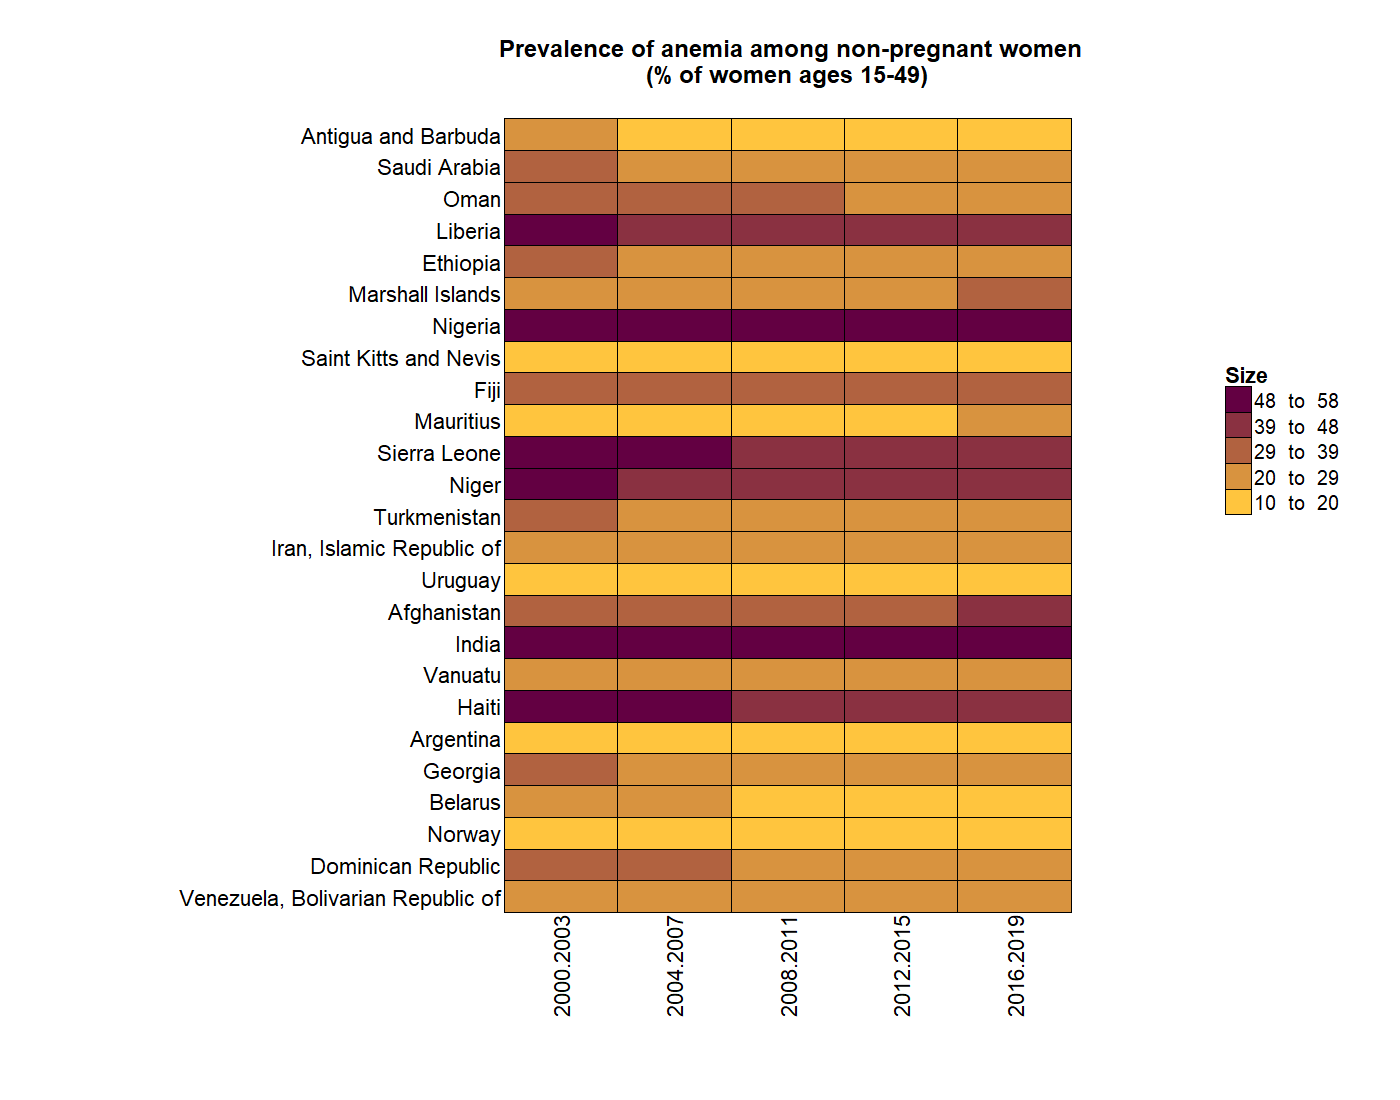 Prevalence of anemia among non-pregnant women
(% of women ages 15-49)
Antigua and Barbuda
Saudi Arabia
Oman
Liberia
Ethiopia
Marshall Islands
Nigeria
Saint Kitts and Nevis
Fiji
Mauritius
Sierra Leone
Niger
Turkmenistan
Iran, Islamic Republic of
Uruguay
Afghanistan
India
Vanuatu
Haiti
Argentina
Georgia
Belarus
Norway
Dominican Republic
Venezuela, Bolivarian Republic of
2000.2003
2004.2007
2008.2011
2012.2015
2016.2019
Size
48 to 58
39 to 48
29 to 39
20 to 29
10 to 20